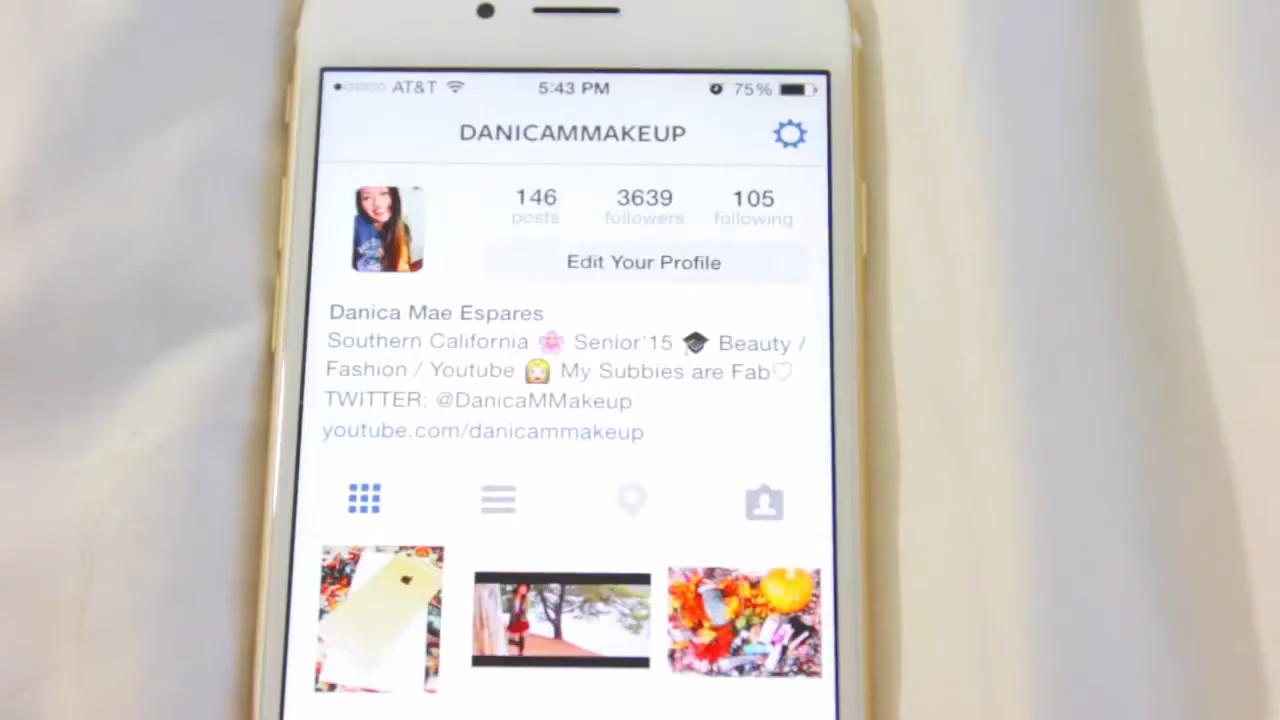 AT&T 5:43 PM 75%
DANICAMMAKEUP
146 3639 105
posts followers following
Edit Your Profile
Danica Mae Espares
Southern California 🌸 Senior'15 🎓 Beauty /
Fashion / Youtube 👸 My Subbies are Fab♡
TWITTER: @DanicaMMakeup
youtube.com/danicammakeup